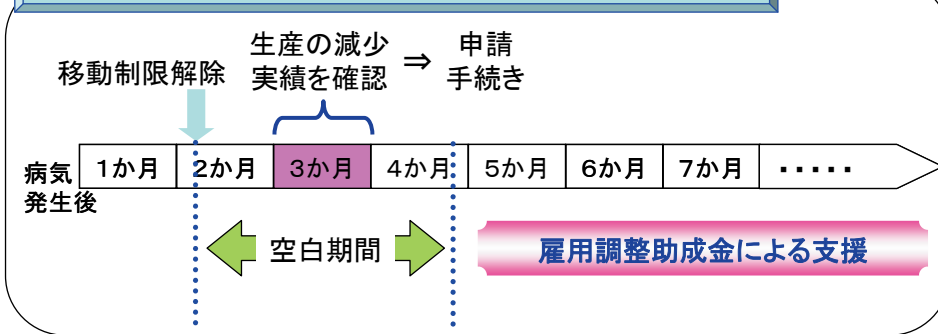 生産の減少
実績を確認
⇒
申請
手続き
移動制限解除
病気
発生後
1か月
2か月
3か月
4か月
5か月
6か月
7か月
・・・・・
空白期間
雇用調整助成金による支援